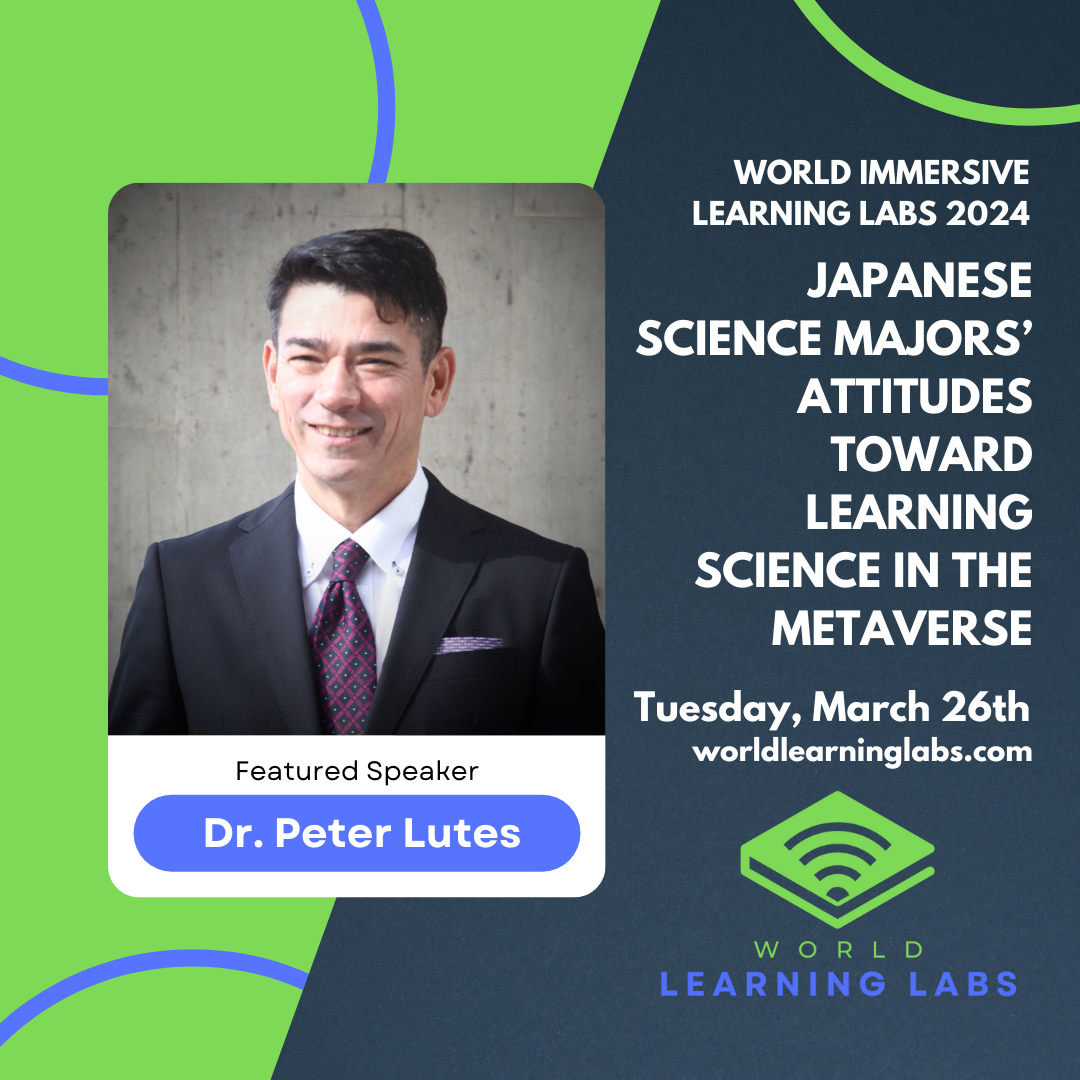 WORLD IMMERSIVE
LEARNING LABS 2024
JAPANESE
SCIENCE MAJORS’
ATTITUDES
TOWARD
LEARNING
SCIENCE IN THE
METAVERSE
Tuesday, March 26th
worldlearninglabs.com
Featured Speaker
Dr. Peter Lutes
WORLD
LEARNING LABS